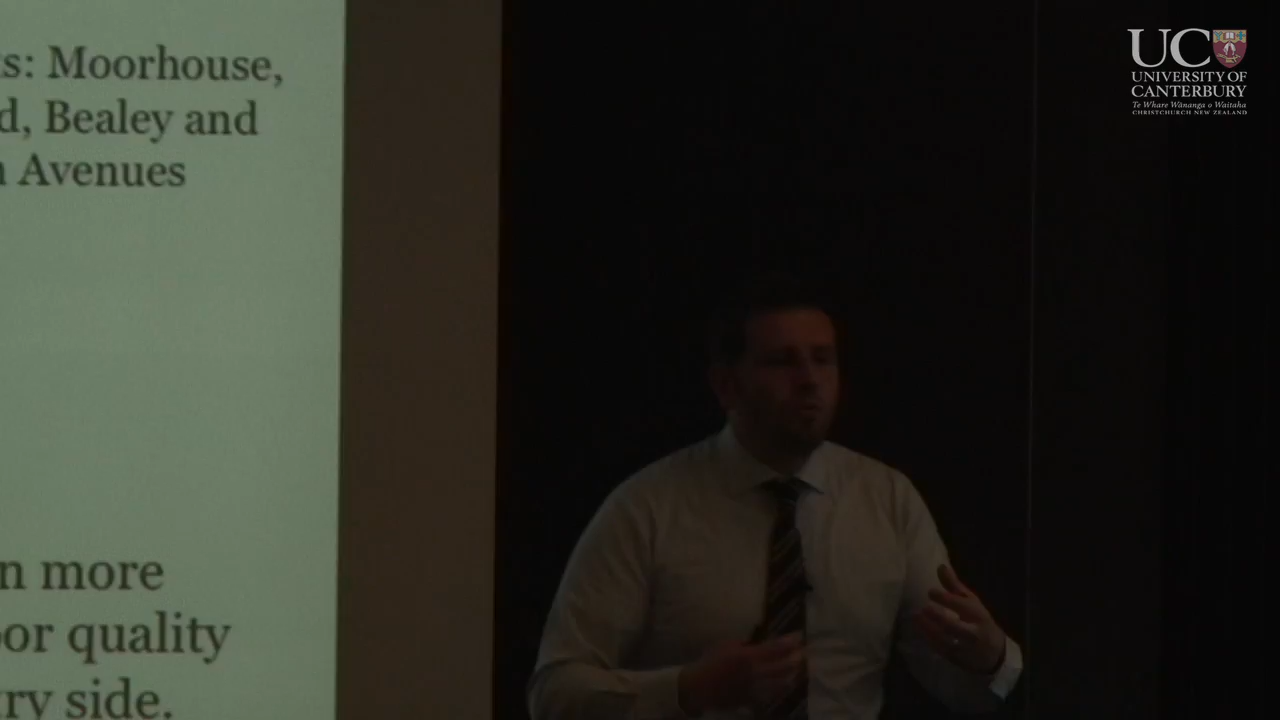 s: Moorhouse,
d, Bealey and
Avenues
n more
or quality
ry side.
UC
UNIVERSITY OF
CANTERBURY
Te Whare Wānanga o Waitaha
CHRISTCHURCH NEW ZEALAND